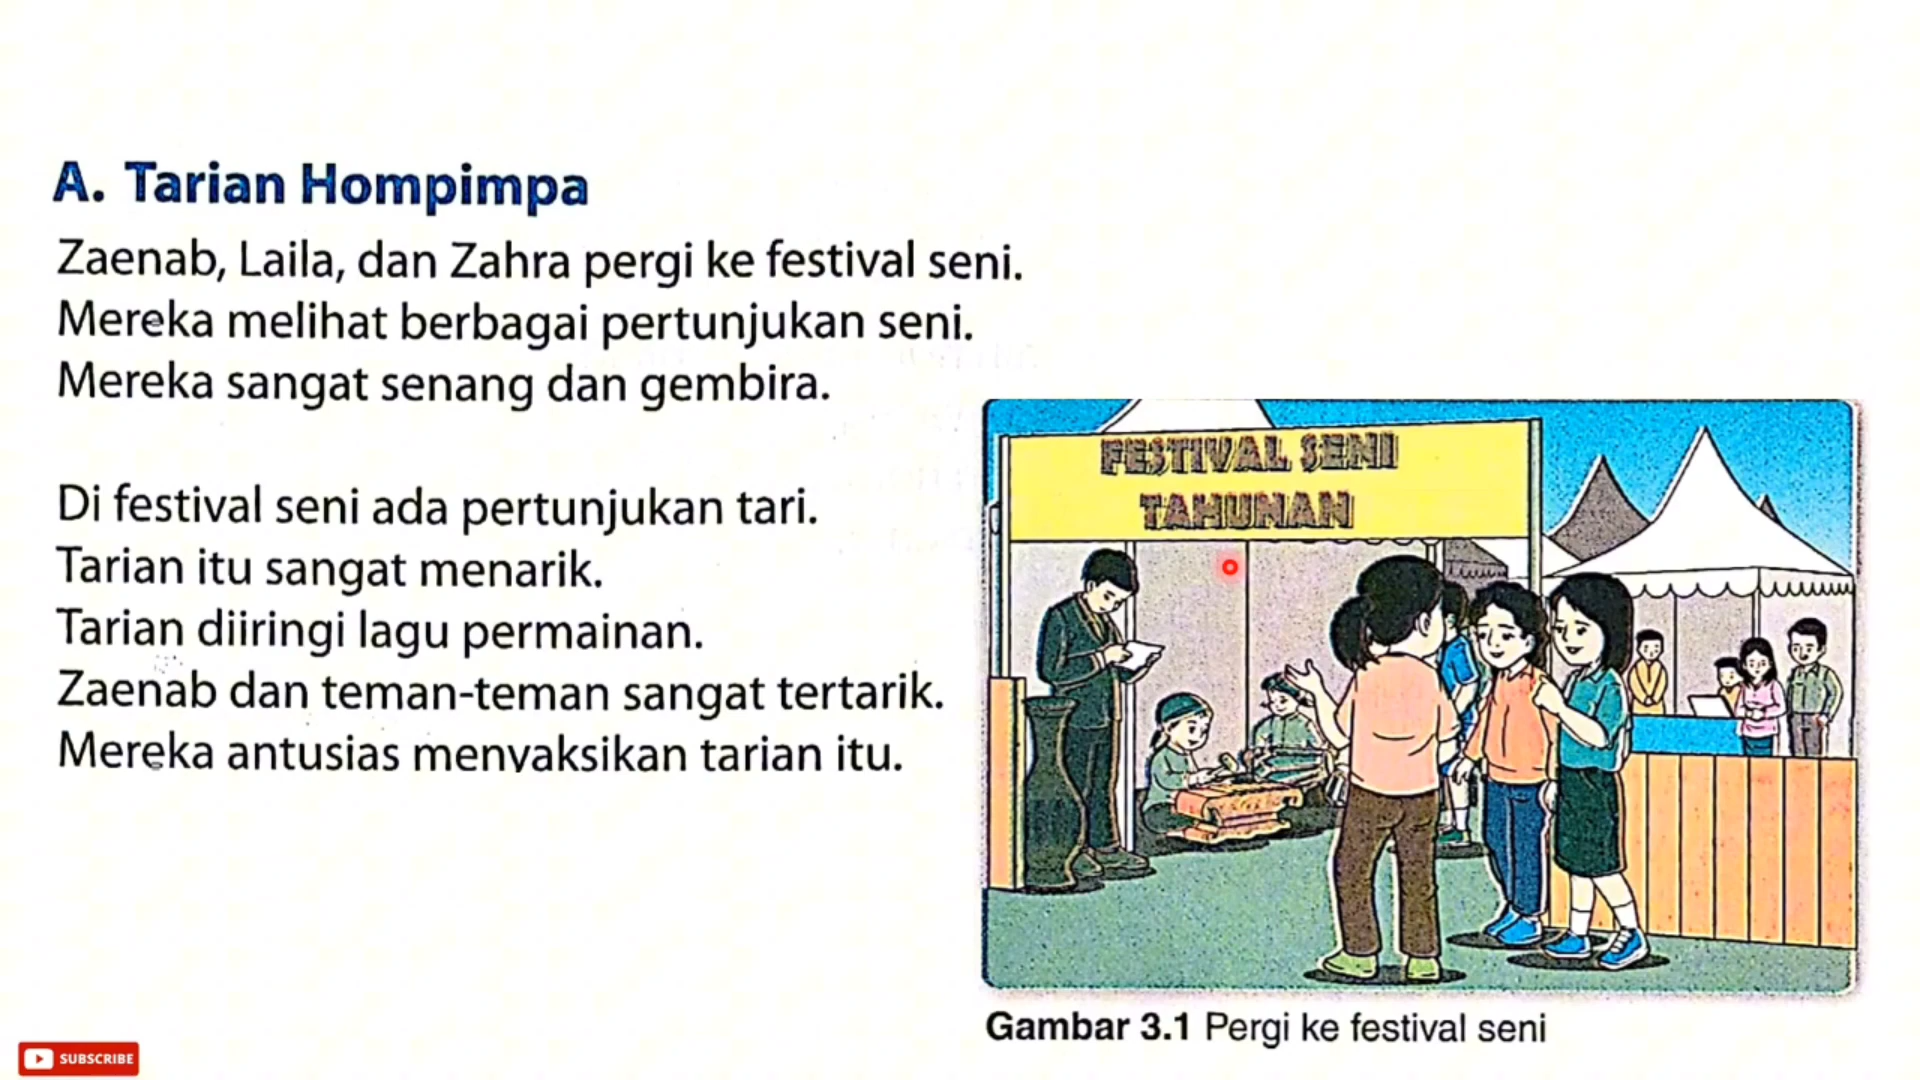 A. Tarian Hompimpa
Zaenab, Laila, dan Zahra pergi ke festival seni.
Mereka melihat berbagai pertunjukan seni.
Mereka sangat senang dan gembira.
Di festival seni ada pertunjukan tari.
Tarian itu sangat menarik.
Tarian diiringi lagu permainan.
Zaenab dan teman-teman sangat tertarik.
Mereka antusias menyaksikan tarian itu.
FESTIVAL SENI
TAHUNAN
Gambar 3.1 Pergi ke festival seni
SUBSCRIBE